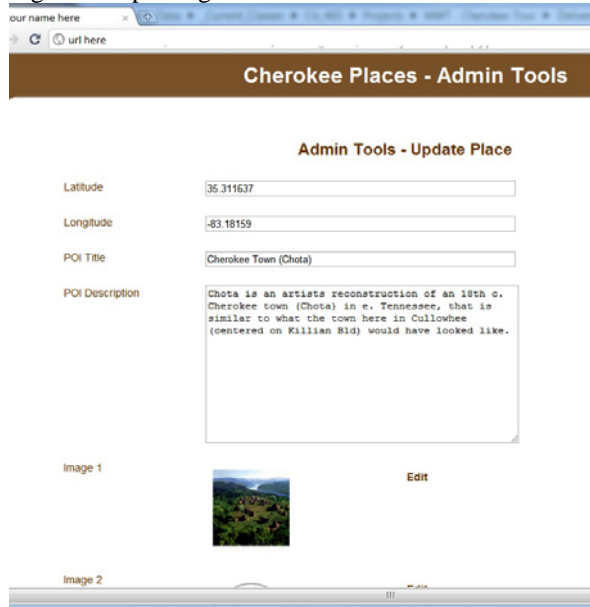 our name here
url here
Cherokee Places - Admin Tools
Admin Tools - Update Place
Latitude
35.311637
Longitude
-83.18159
POI Title
Cherokee Town (Chota)
POI Description
Chota is an artists reconstruction of an 18th c.
Cherokee town (Chota) in e. Tennessee, that is
similar to what the town here in Cullowhee
(centered on Killian Bld) would have looked like.
Image 1
Edit
Image 2
Edit